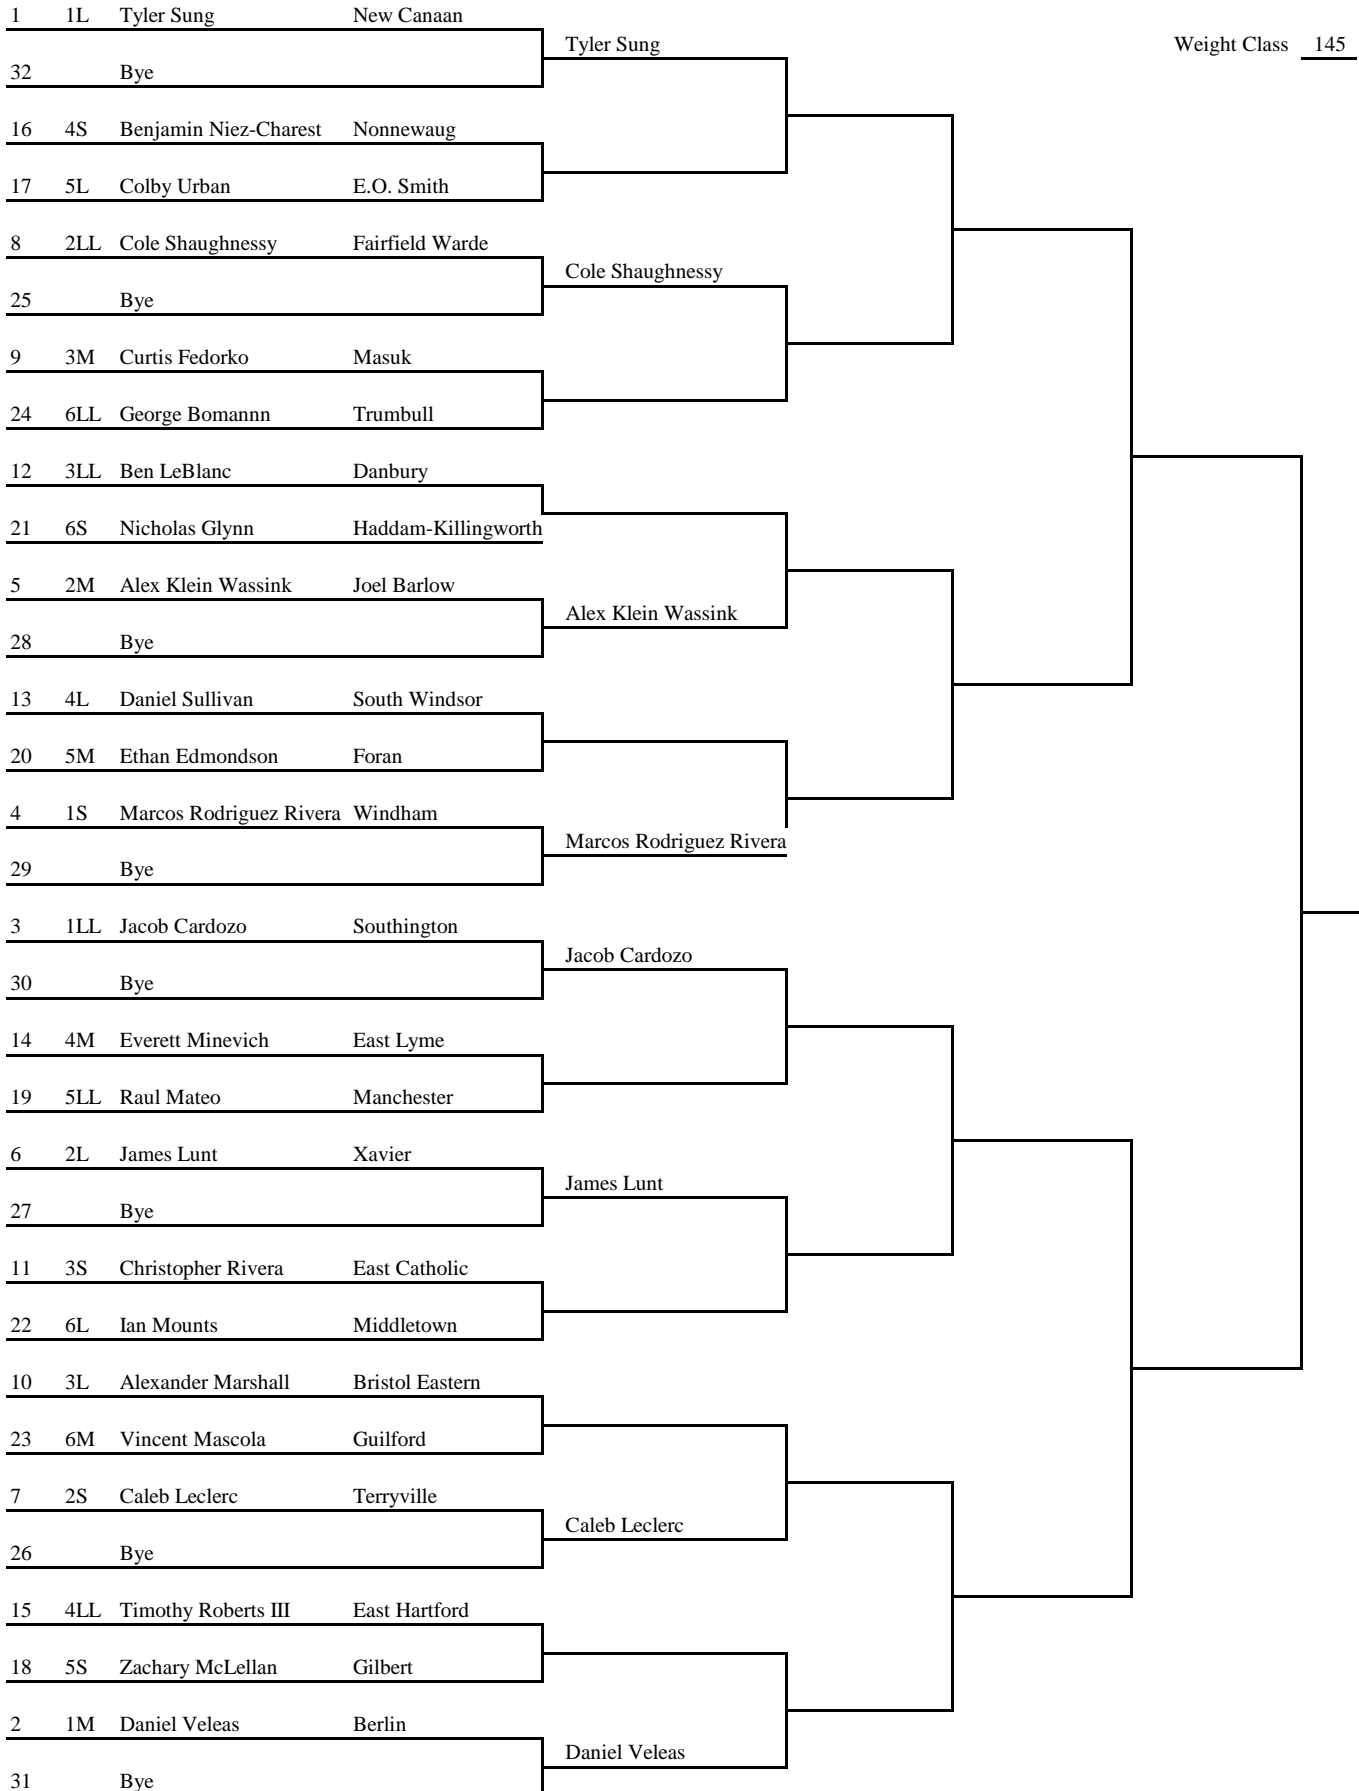 1 1L Tyler Sung New Canaan
Tyler Sung Weight Class 145
32 Bye
16 4S Benjamin Niez-Charest Nonnewaug
17 5L Colby Urban E.O. Smith
8 2LL Cole Shaughnessy Fairfield Warde
Cole Shaughnessy
25 Bye
9 3M Curtis Fedorko Masuk
24 6LL George Bomannn Trumbull
12 3LL Ben LeBlanc Danbury
21 6S Nicholas Glynn Haddam-Killingworth
5 2M Alex Klein Wassink Joel Barlow
Alex Klein Wassink
28 Bye
13 4L Daniel Sullivan South Windsor
20 5M Ethan Edmondson Foran
4 1S Marcos Rodriguez Rivera Windham
Marcos Rodriguez Rivera
29 Bye
3 1LL Jacob Cardozo Southington
Jacob Cardozo
30 Bye
14 4M Everett Minevich East Lyme
19 5LL Raul Mateo Manchester
6 2L James Lunt Xavier
James Lunt
27 Bye
11 3S Christopher Rivera East Catholic
22 6L Ian Mounts Middletown
10 3L Alexander Marshall Bristol Eastern
23 6M Vincent Mascola Guilford
7 2S Caleb Leclerc Terryville
Caleb Leclerc
26 Bye
15 4LL Timothy Roberts III East Hartford
18 5S Zachary McLellan Gilbert
2 1M Daniel Veleas Berlin
Daniel Veleas
31 Bye